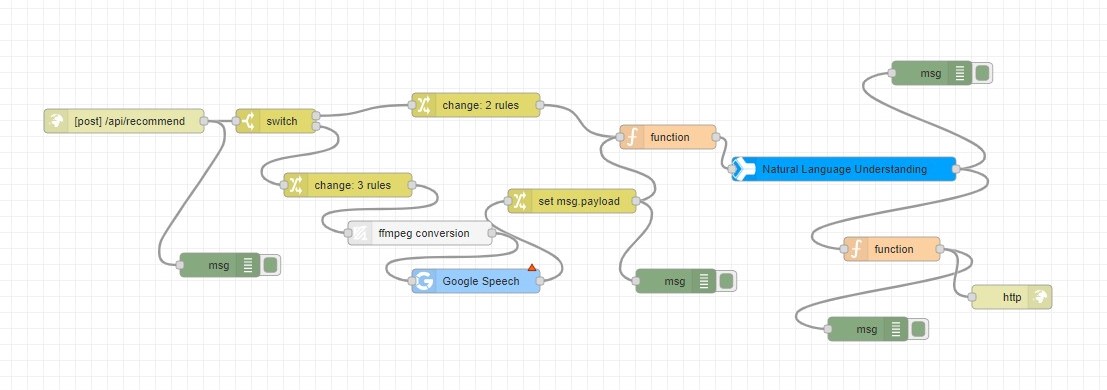 msg
change: 2 rules
[post] /api/recommend
switch
function
Natural Language Understanding
change: 3 rules
set msg.payload
ffmpeg conversion
function
msg
Google Speech
msg
http
msg